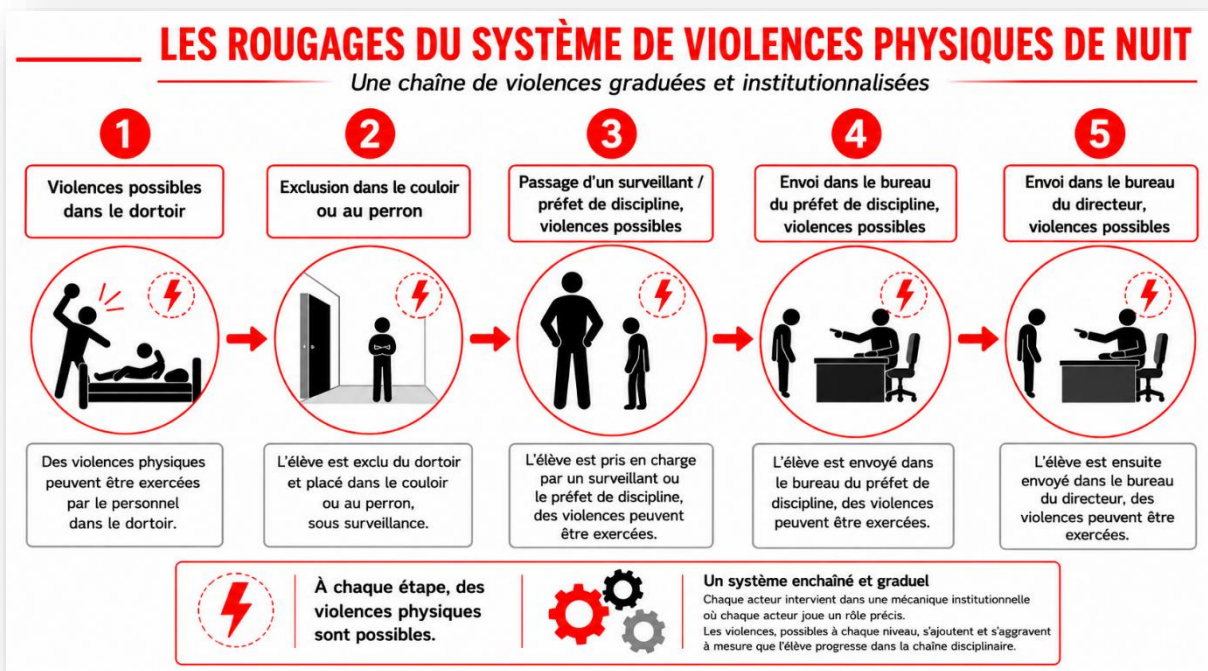 LES ROUGAGES DU SYSTÈME DE VIOLENCES PHYSIQUES DE NUIT
Une chaîne de violences graduées et institutionnalisées
1
Violences possibles
dans le dortoir
Des violences physiques
peuvent être exercées
par le personnel
dans le dortoir.
2
Exclusion dans le couloir
ou au perron
L'élève est exclu du dortoir
et placé dans le couloir
ou au perron,
sous surveillance.
3
Passage d'un surveillant /
préfet de discipline,
violences possibles
L'élève est pris en charge
par un surveillant ou
le préfet de discipline,
des violences peuvent
être exercées.
4
Envoi dans le bureau
du préfet de discipline,
violences possibles
L'élève est envoyé dans
le bureau du préfet de
discipline, des violences
peuvent être exercées.
5
Envoi dans le bureau
du directeur,
violences possibles
L'élève est ensuite
envoyé dans le bureau
du directeur, des
violences peuvent être
exercées.
À chaque étape, des
violences physiques
sont possibles.
Un système enchaîné et graduel
Chaque acteur intervient dans une mécanique institutionnelle
où chaque acteur joue un rôle précis.
Les violences, possibles à chaque niveau, s'ajoutent et s'aggravent
à mesure que l'élève progresse dans la chaîne disciplinaire.